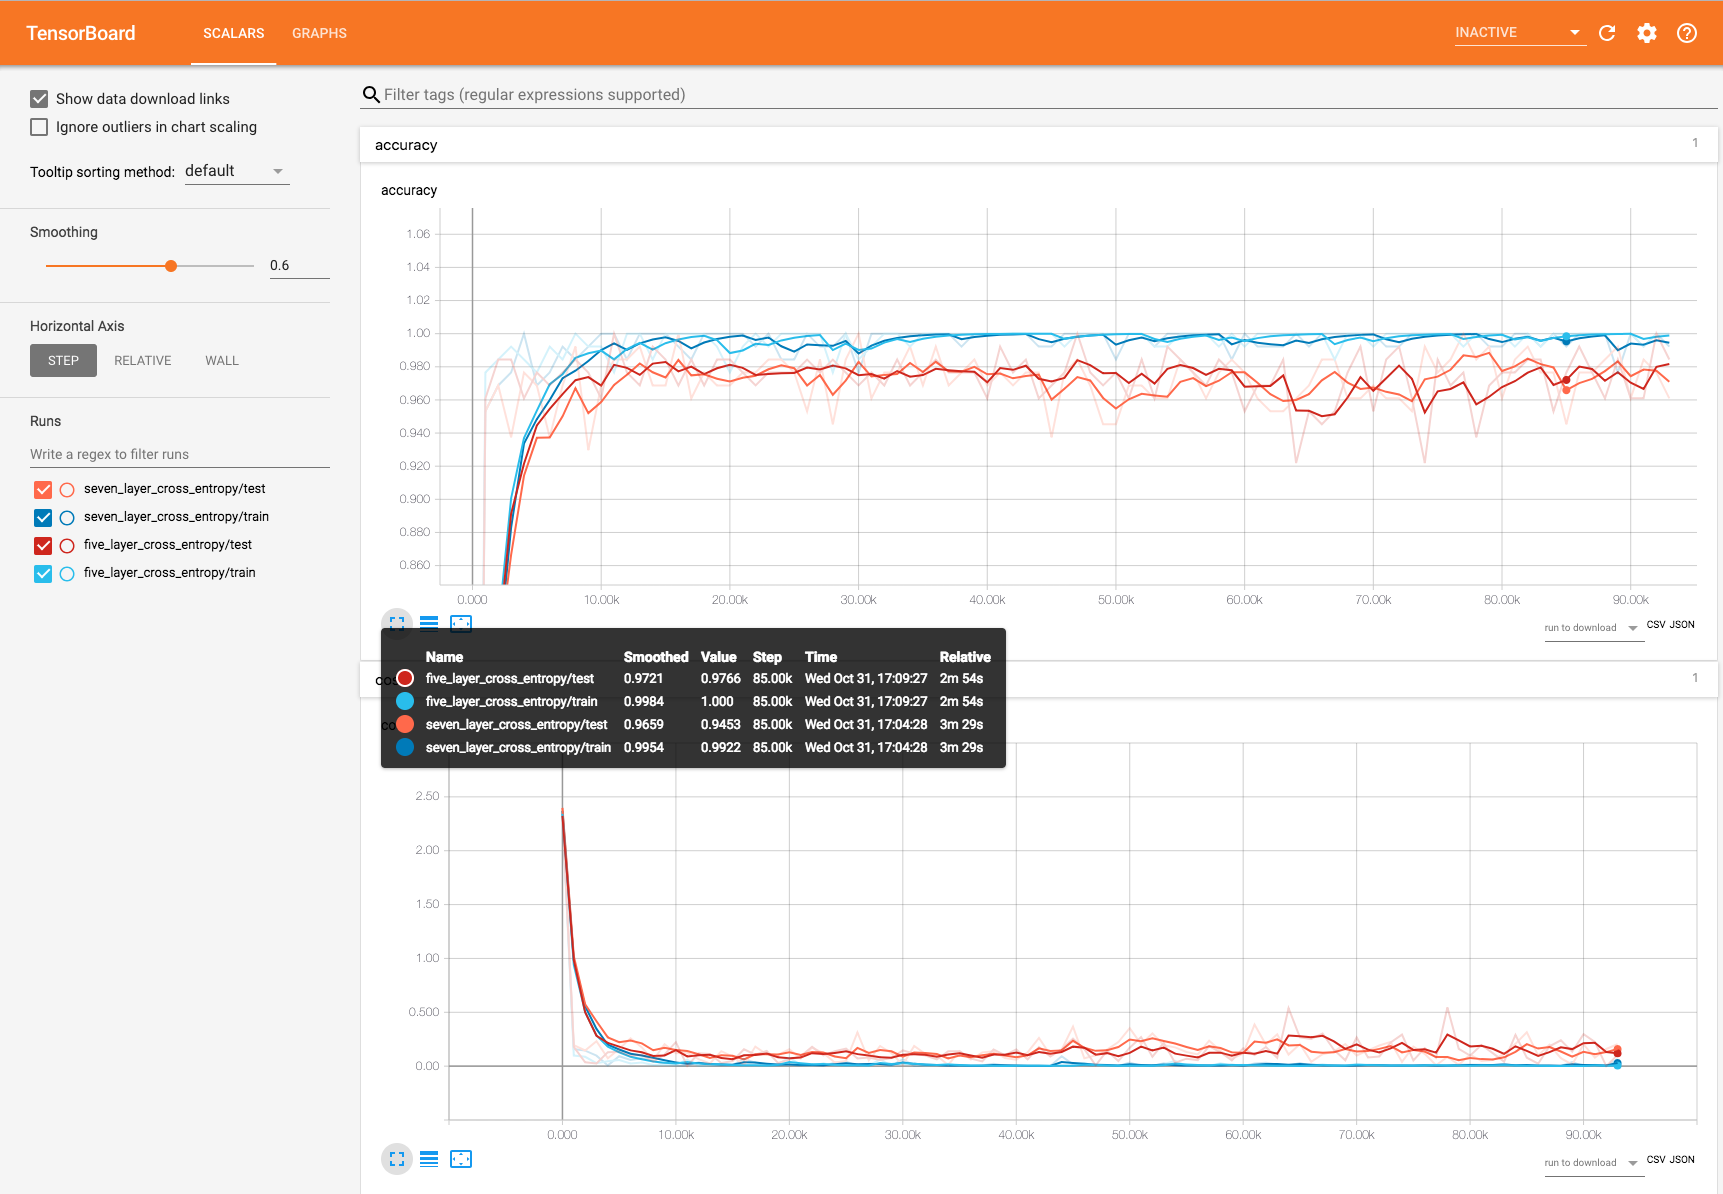 TensorBoard SCALARS GRAPHS INACTIVE
Show data download links
Ignore outliers in chart scaling
Tooltip sorting method: default
Smoothing
0.6
Horizontal Axis
STEP RELATIVE WALL
Runs
Write a regex to filter runs
seven_layer_cross_entropy/test
seven_layer_cross_entropy/train
five_layer_cross_entropy/test
five_layer_cross_entropy/train
Filter tags (regular expressions supported)
accuracy 1
accuracy
1.06
1.04
1.02
1.00
0.980
0.960
0.940
0.920
0.900
0.880
0.860
0.000 10.00k 20.00k 30.00k 40.00k 50.00k 60.00k 70.00k 80.00k 90.00k
run to download CSV JSON
1
Name Smoothed Value Step Time Relative
five_layer_cross_entropy/test 0.9721 0.9766 85.00k Wed Oct 31, 17:09:27 2m 54s
five_layer_cross_entropy/train 0.9984 1.000 85.00k Wed Oct 31, 17:09:27 2m 54s
seven_layer_cross_entropy/test 0.9659 0.9453 85.00k Wed Oct 31, 17:04:28 3m 29s
seven_layer_cross_entropy/train 0.9954 0.9922 85.00k Wed Oct 31, 17:04:28 3m 29s
2.50
2.00
1.50
1.00
0.500
0.00
0.000 10.00k 20.00k 30.00k 40.00k 50.00k 60.00k 70.00k 80.00k 90.00k
run to download CSV JSON